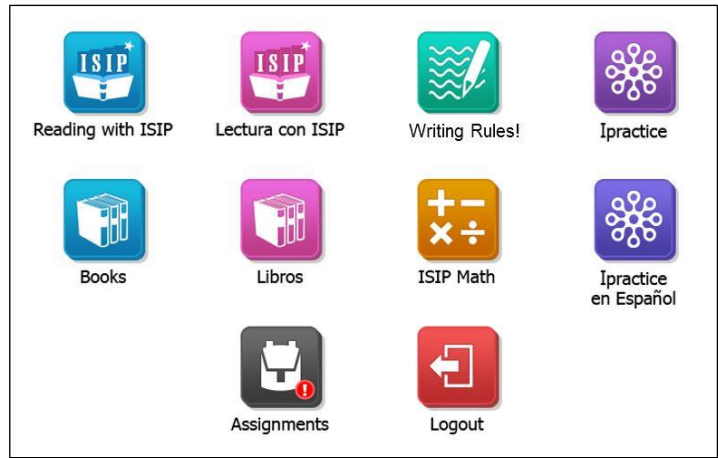 ISIP
ISIP
Reading with ISIP
Lectura con ISIP
Writing Rules!
Ipractice
Books
Libros
ISIP Math
Ipractice
en Español
Assignments
Logout